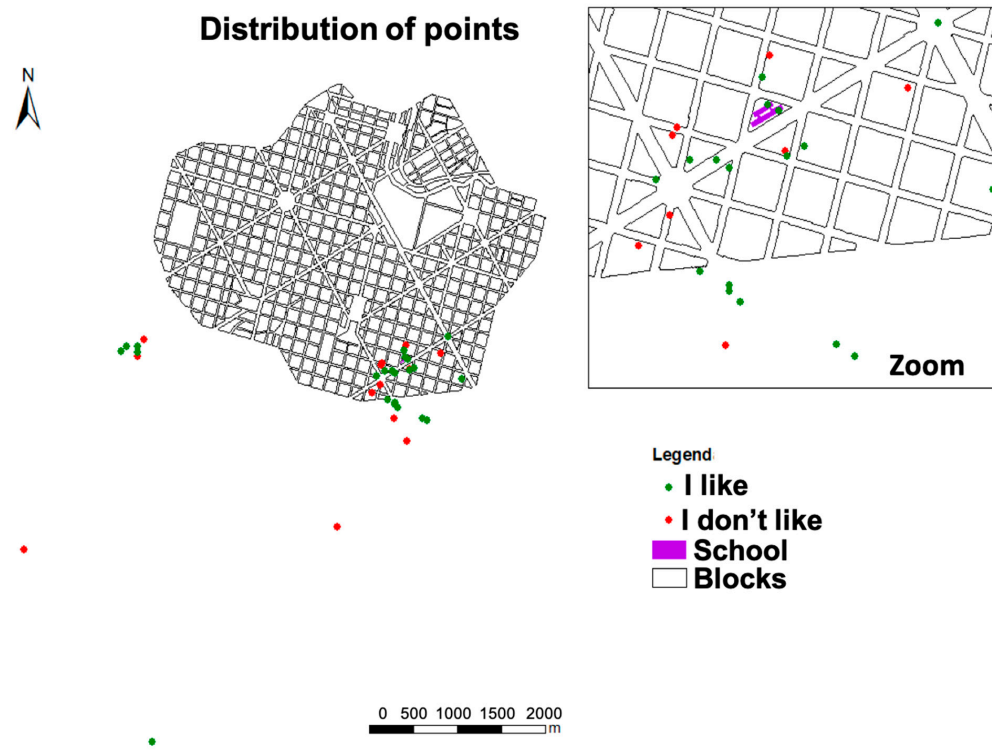 Distribution of points
N
Zoom
Legend
I like
I don't like
School
Blocks
0 500 1000 1500 2000
m